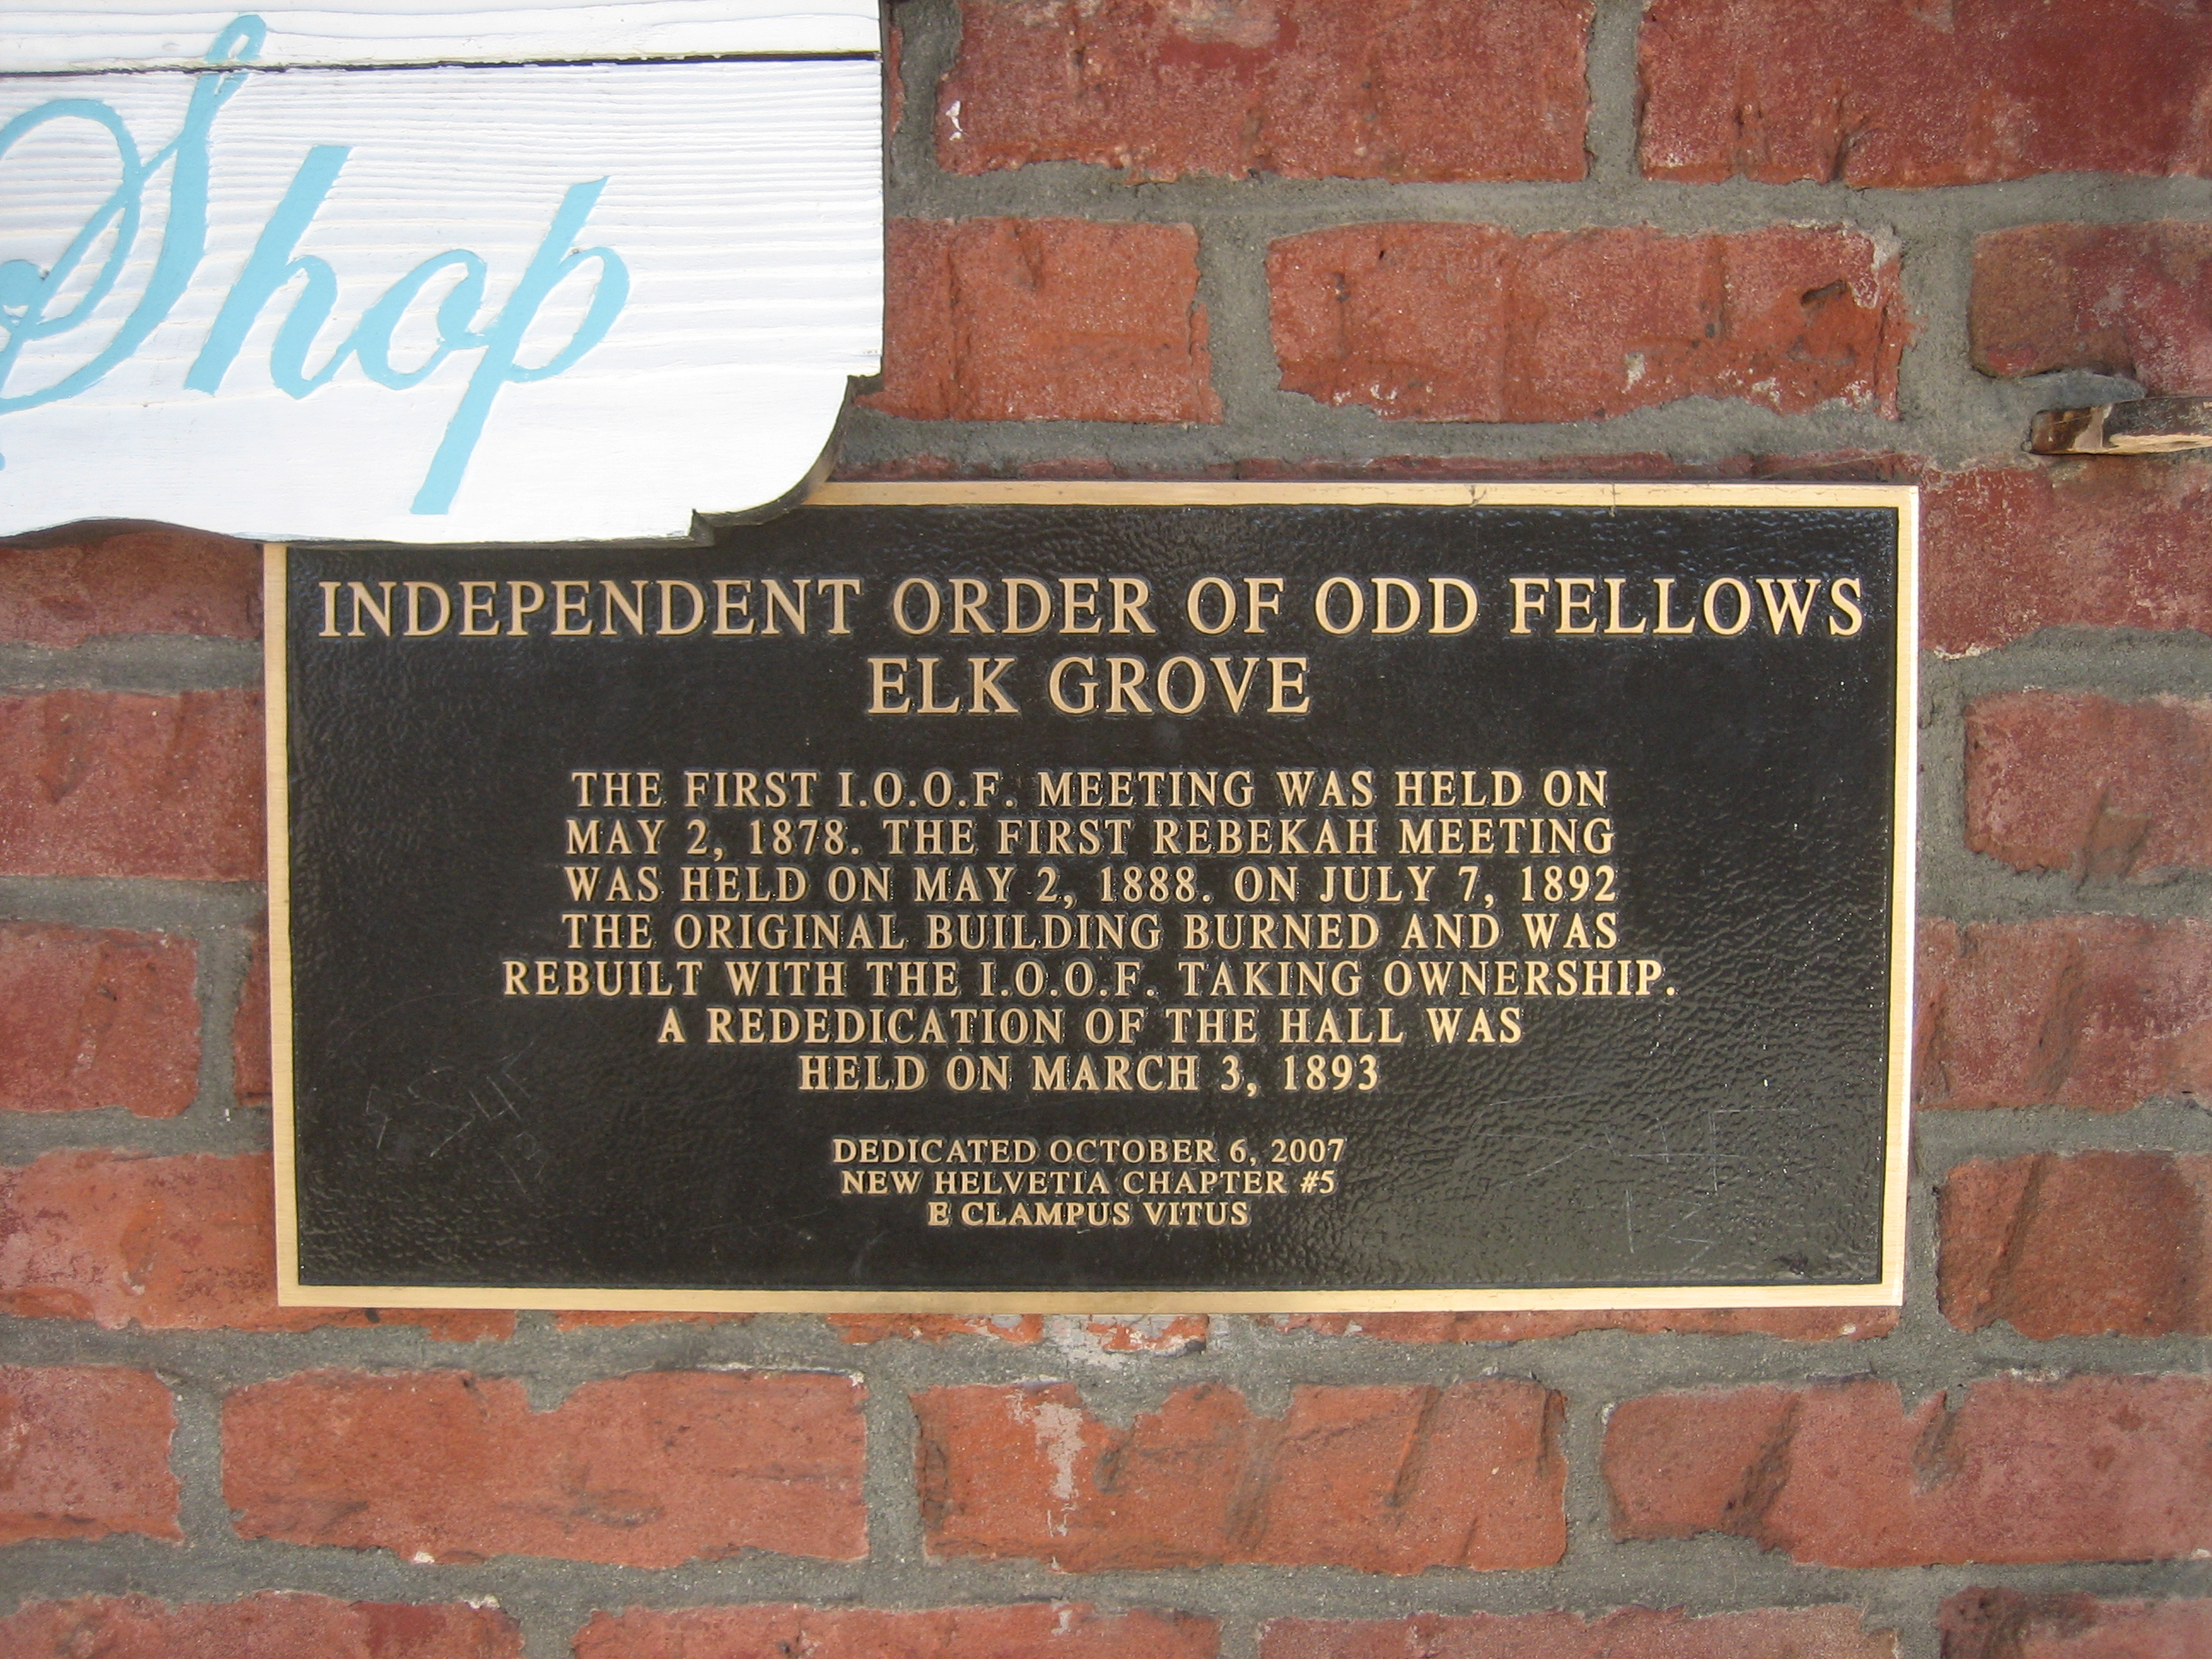 Shop
INDEPENDENT ORDER OF ODD FELLOWS
ELK GROVE
THE FIRST I.O.O.F. MEETING WAS HELD ON
MAY 2, 1878. THE FIRST REBEKAH MEETING
WAS HELD ON MAY 2, 1888. ON JULY 7, 1892
THE ORIGINAL BUILDING BURNED AND WAS
REBUILT WITH THE I.O.O.F. TAKING OWNERSHIP.
A REDEDICATION OF THE HALL WAS
HELD ON MARCH 3, 1893
DEDICATED OCTOBER 6, 2007
NEW HELVETIA CHAPTER #5
E CLAMPUS VITUS